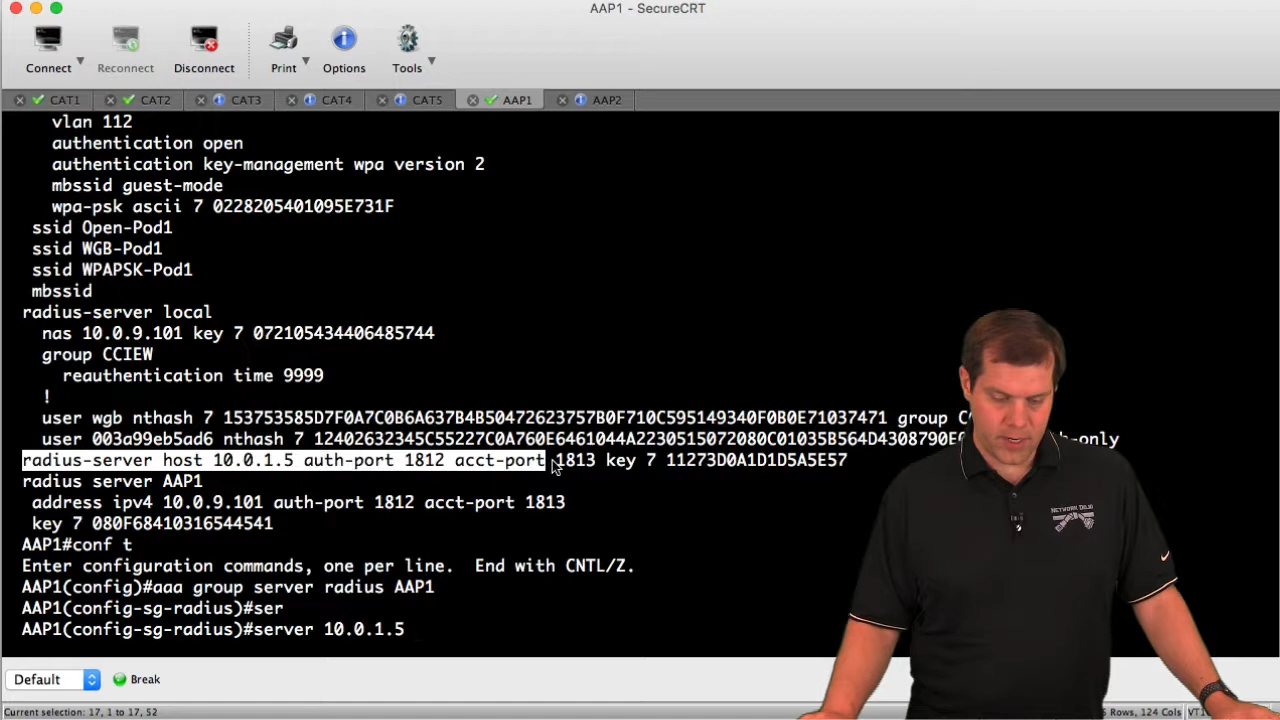 AAP1 - SecureCRT
Connect
Reconnect
Disconnect
Print
Options
Tools
CAT1
CAT2
CAT3
CAT4
CAT5
AAP1
AAP2
vlan 112
authentication open
authentication key-management wpa version 2
mbssid guest-mode
wpa-psk ascii 7 0228205401095E731F
ssid Open-Pod1
ssid WGB-Pod1
ssid WPAPSK-Pod1
mbssid
radius-server local
nas 10.0.9.101 key 7 072105434406485744
group CCIEW
reauthentication time 9999
!
user wgb nthash 7 153753585D7F0A7C0B6A637B4B50472623757B0F710C595149340F0B0E71037471 group
user 003a99eb5ad6 nthash 7 12402632345C55227C0A760E6461044A2230515072080C01035B564D4308790E
radius-server host 10.0.1.5 auth-port 1812 acct-port 1813 key 7 11273D0A1D1D5A5E57
radius server AAP1
address ipv4 10.0.9.101 auth-port 1812 acct-port 1813
key 7 080F68410316544541
AAP1#conf t
Enter configuration commands, one per line. End with CNTL/Z.
AAP1(config)#aaa group server radius AAP1
AAP1(config-sg-radius)#ser
AAP1(config-sg-radius)#server 10.0.1.5
NETWORK DOJO
Default
Break
Current selection: 17, 1 to 17, 52
Rows, 124 Cols